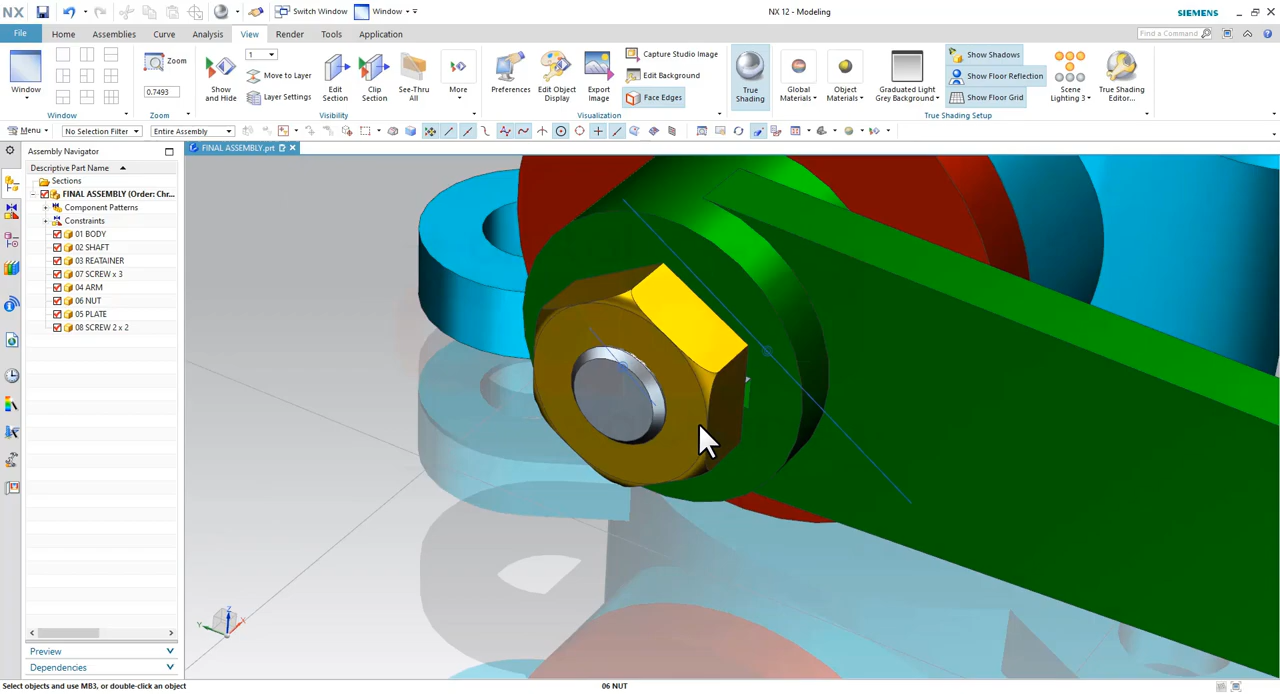 NX
Switch Window
Window
NX 12 - Modeling
SIEMENS
File
Home
Assemblies
Curve
Analysis
View
Render
Tools
Application
Find a Command
Window
Zoom
0.7493
Show and Hide
1
Move to Layer
Layer Settings
Edit Section
Clip Section
See-Thru All
More
Preferences
Edit Object Display
Export Image
Capture Studio Image
Edit Background
Face Edges
True Shading
Global Materials
Object Materials
Graduated Light Grey Background
Show Shadows
Show Floor Reflection
Show Floor Grid
Scene Lighting 3
True Shading Editor...
Window
Zoom
Visibility
Visualization
True Shading Setup
Menu
No Selection Filter
Entire Assembly
Assembly Navigator
FINAL ASSEMBLY.prt
Descriptive Part Name
Sections
FINAL ASSEMBLY (Order: Chr...
Component Patterns
Constraints
01 BODY
02 SHAFT
03 REATAINER
07 SCREW x 3
04 ARM
06 NUT
05 PLATE
08 SCREW 2 x 2
Z
Y
X
Preview
Dependencies
Select objects and use MB3, or double-click an object
06 NUT